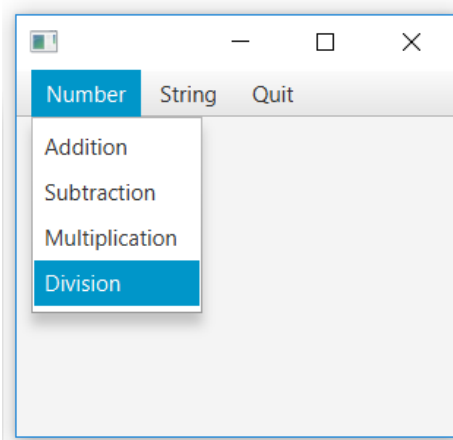 Number String Quit
Addition
Subtraction
Multiplication
Division